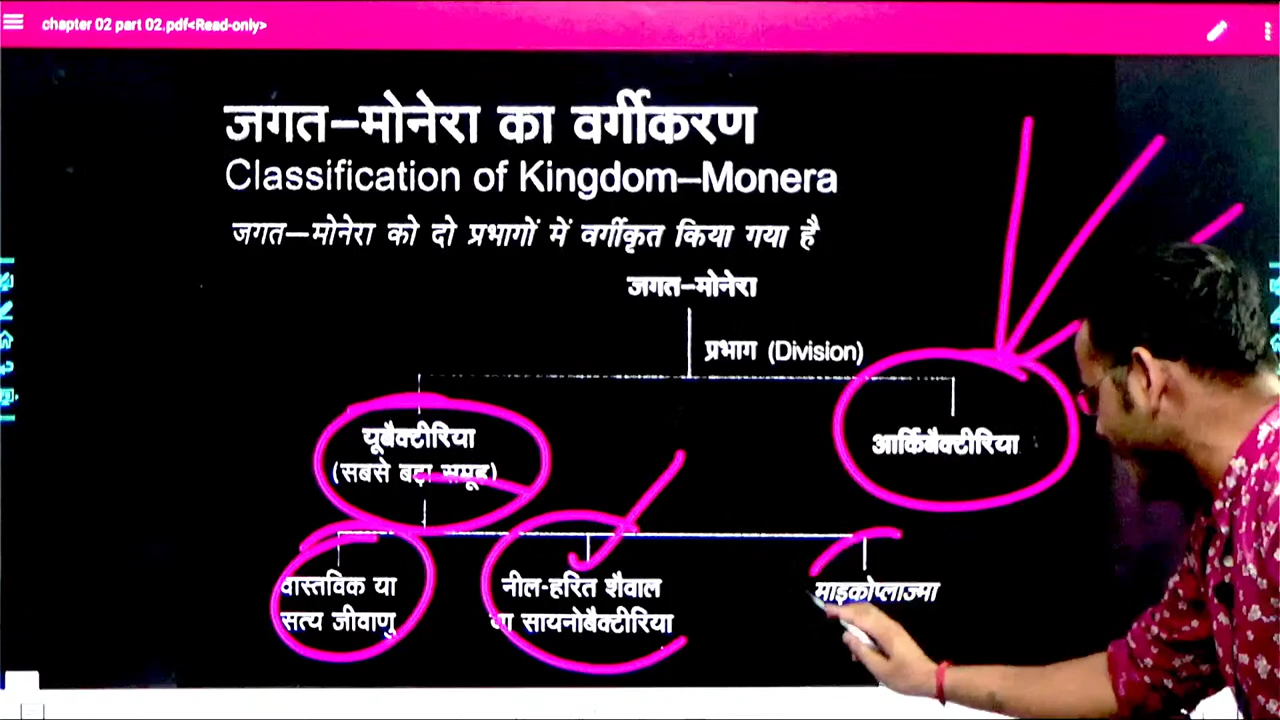 chapter 02 part 02.pdf<Read-only>
जगत–मोनेरा का वर्गीकरण
Classification of Kingdom–Monera
जगत–मोनेरा को दो प्रभागों में वर्गीकृत किया गया है
जगत–मोनेरा
प्रभाग (Division)
यूबैक्टीरिया
(सबसे बड़ा समूह)
आर्किबैक्टीरिया
वास्तविक या
सत्य जीवाणु
नील-हरित शैवाल
या सायनोबैक्टीरिया
माइकोप्लाज्मा